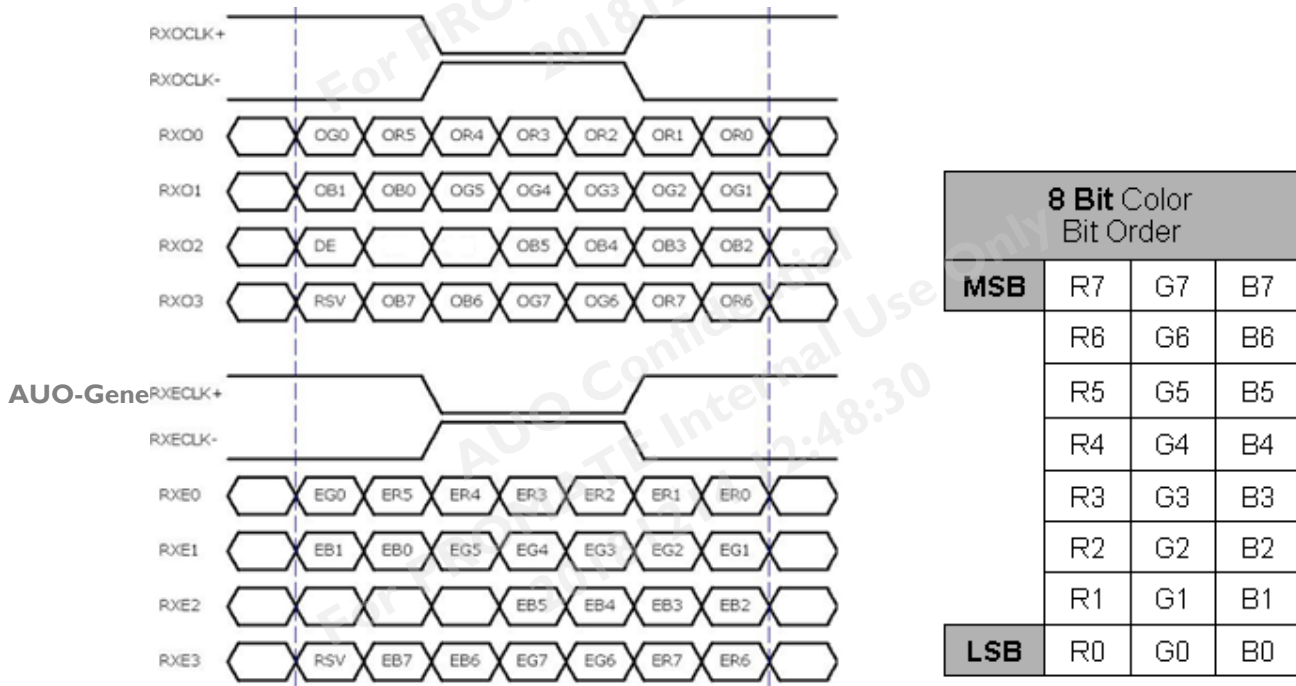 RXOCLK+
RXOCLK-
RXO0 OG0 OR5 OR4 OR3 OR2 OR1 OR0
RXO1 OB1 OB0 OG5 OG4 OG3 OG2 OG1
RXO2 DE OB5 OB4 OB3 OB2
RXO3 RSV OB7 OB6 OG7 OG6 OR7 OR6
AUO-Gene
RXECLK+
RXECLK-
RXE0 EG0 ER5 ER4 ER3 ER2 ER1 ER0
RXE1 EB1 EB0 EG5 EG4 EG3 EG2 EG1
RXE2 EB5 EB4 EB3 EB2
RXE3 RSV EB7 EB6 EG7 EG6 ER7 ER6
8 Bit Color
Bit Order
MSB R7 G7 B7
R6 G6 B6
R5 G5 B5
R4 G4 B4
R3 G3 B3
R2 G2 B2
R1 G1 B1
LSB R0 G0 B0
AUO Confidential
For PROMATE Internal Use Only